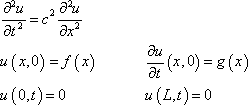 ∂²u/∂t² = c² ∂²u/∂x²
u(x,0) = f(x)    ∂u/∂t (x,0) = g(x)
u(0,t) = 0    u(L,t) = 0